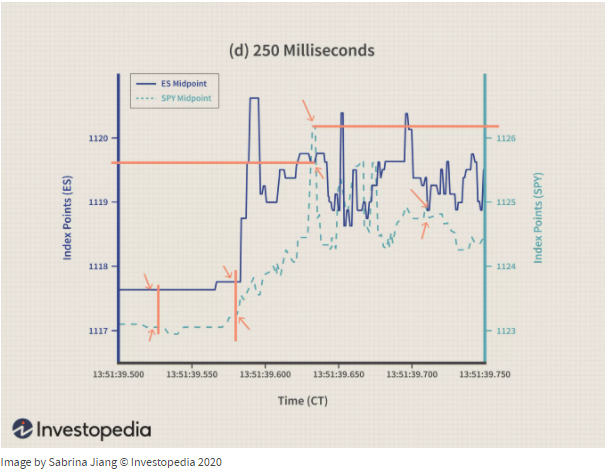 (d) 250 Milliseconds
ES Midpoint
SPY Midpoint
Index Points (ES)
1120
1119
1118
1117
Index Points (SPY)
1126
1125
1124
1123
13:51:39.500 13:51:39.550 13:51:39.600 13:51:39.650 13:51:39.700 13:51:39.750
Time (CT)
Investopedia
Image by Sabrina Jiang © Investopedia 2020